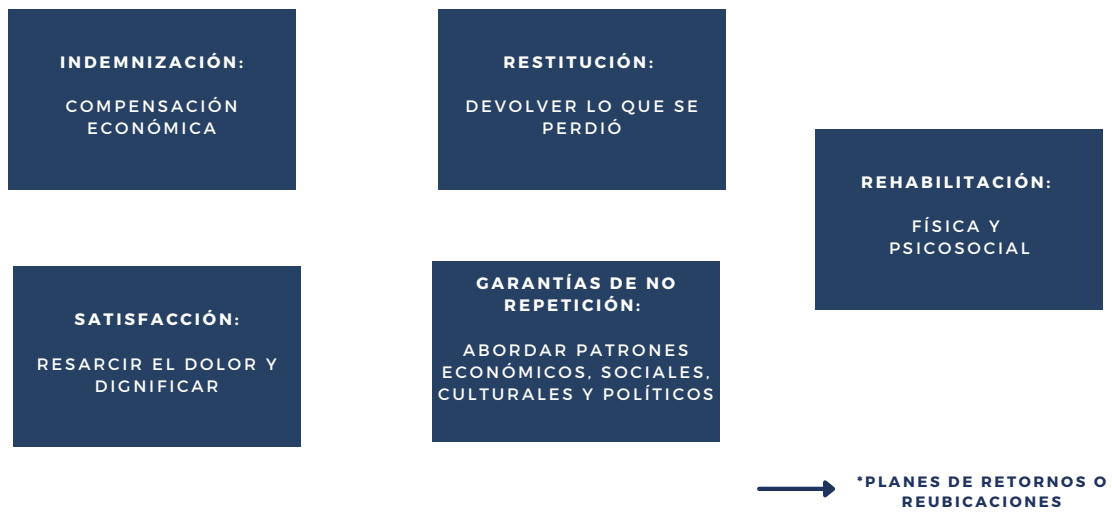 INDEMNIZACIÓN:
COMPENSACIÓN
ECONÓMICA
RESTITUCIÓN:
DEVOLVER LO QUE SE
PERDIÓ
REHABILITACIÓN:
FÍSICA Y
PSICOSOCIAL
SATISFACCIÓN:
RESARCIR EL DOLOR Y
DIGNIFICAR
GARANTÍAS DE NO
REPETICIÓN:
ABORDAR PATRONES
ECONÓMICOS, SOCIALES,
CULTURALES Y POLÍTICOS
*PLANES DE RETORNOS O
REUBICACIONES